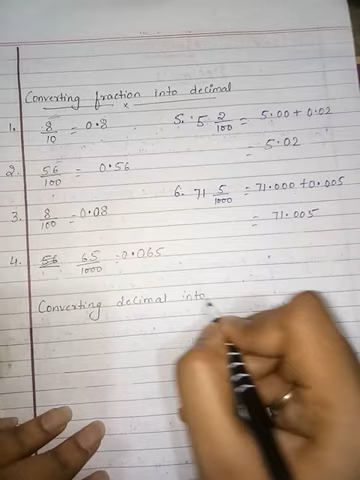 Converting fraction into decimal
1. 8/10 = 0.8
2. 56/100 = 0.56
3. 8/100 = 0.08
4. 65/1000 = 0.065
5. 5 2/100 = 5.00 + 0.02
= 5.02
6. 71 5/1000 = 71.000 + 0.005
= 71.005
Converting decimal into